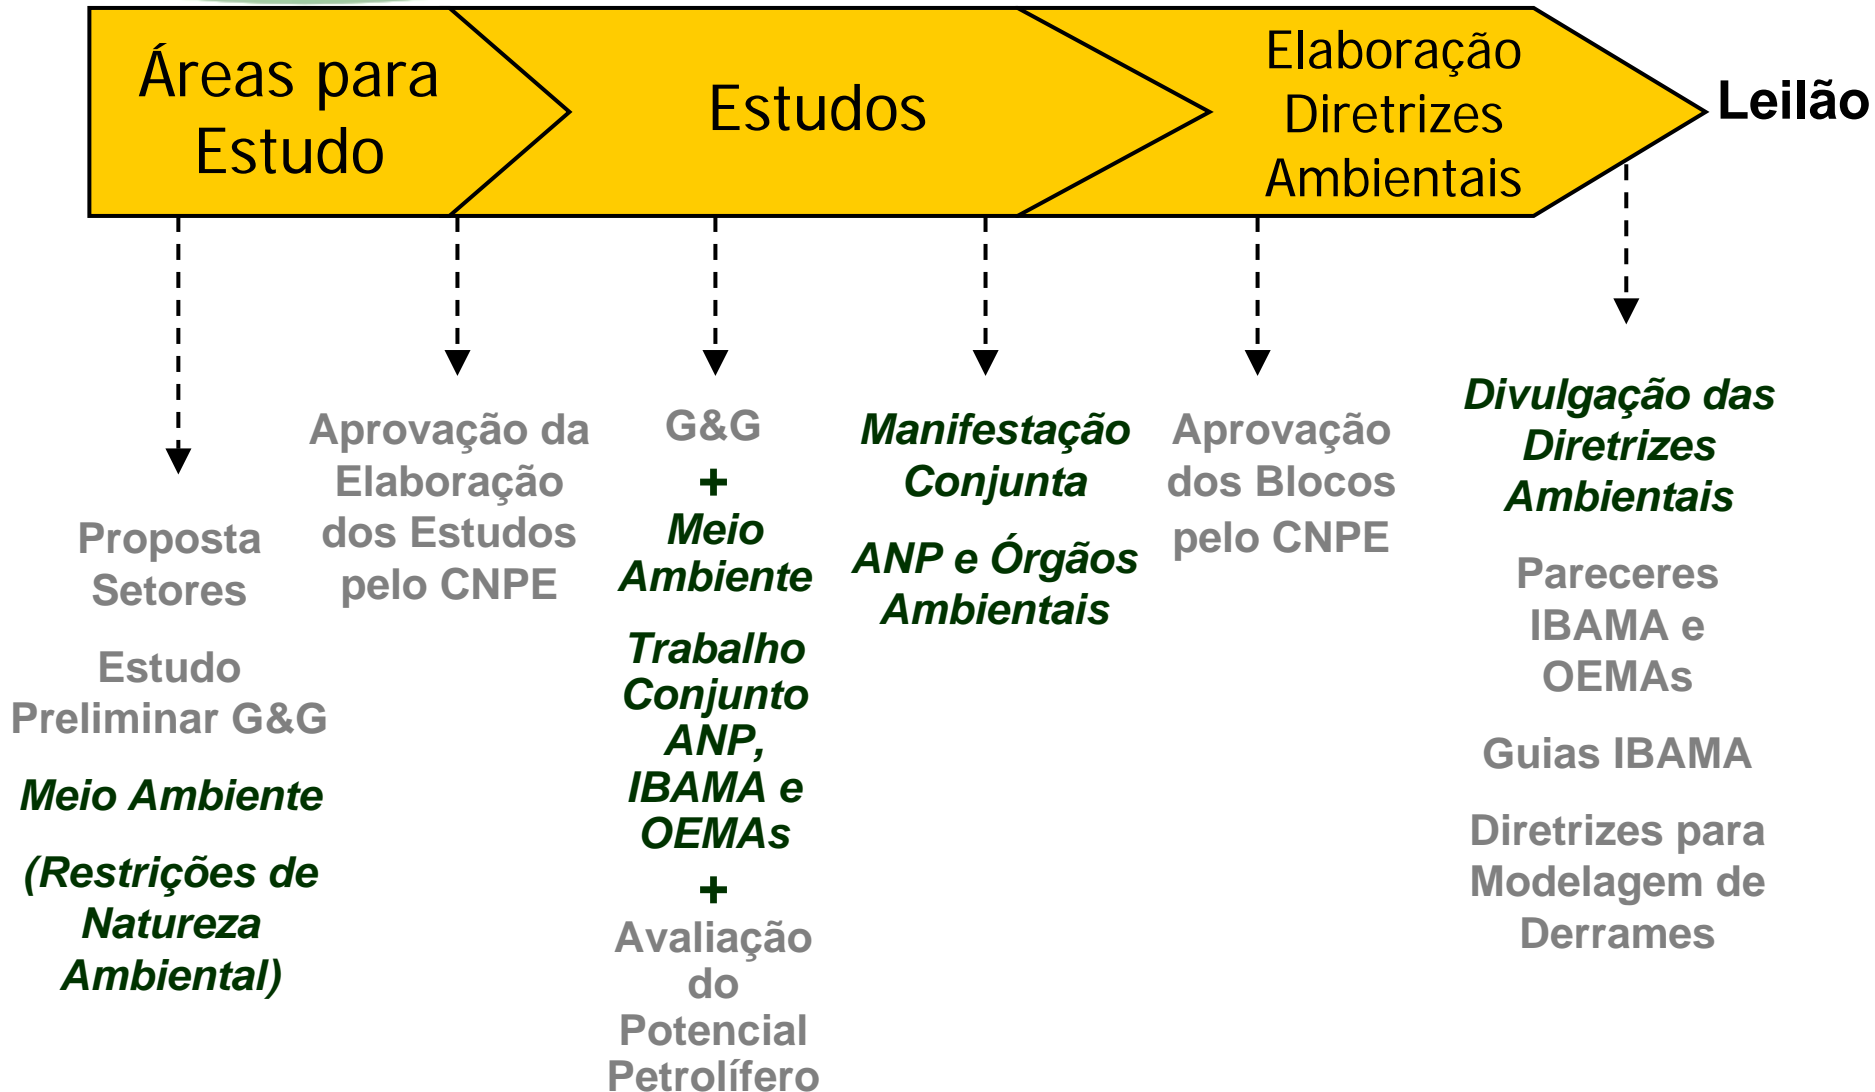 Áreas para
Estudo
Estudos
Elaboração
Diretrizes
Ambientais
Leilão
Proposta
Setores
Estudo
Preliminar G&G
Meio Ambiente
(Restrições de
Natureza
Ambiental)
Aprovação da
Elaboração
dos Estudos
pelo CNPE
G&G
+
Meio
Ambiente
Trabalho
Conjunto
ANP,
IBAMA e
OEMAs
+
Avaliação
do
Potencial
Petrolífero
Manifestação
Conjunta
ANP e Órgãos
Ambientais
Aprovação
dos Blocos
pelo CNPE
Divulgação das
Diretrizes
Ambientais
Pareceres
IBAMA e
OEMAs
Guias IBAMA
Diretrizes para
Modelagem de
Derrames